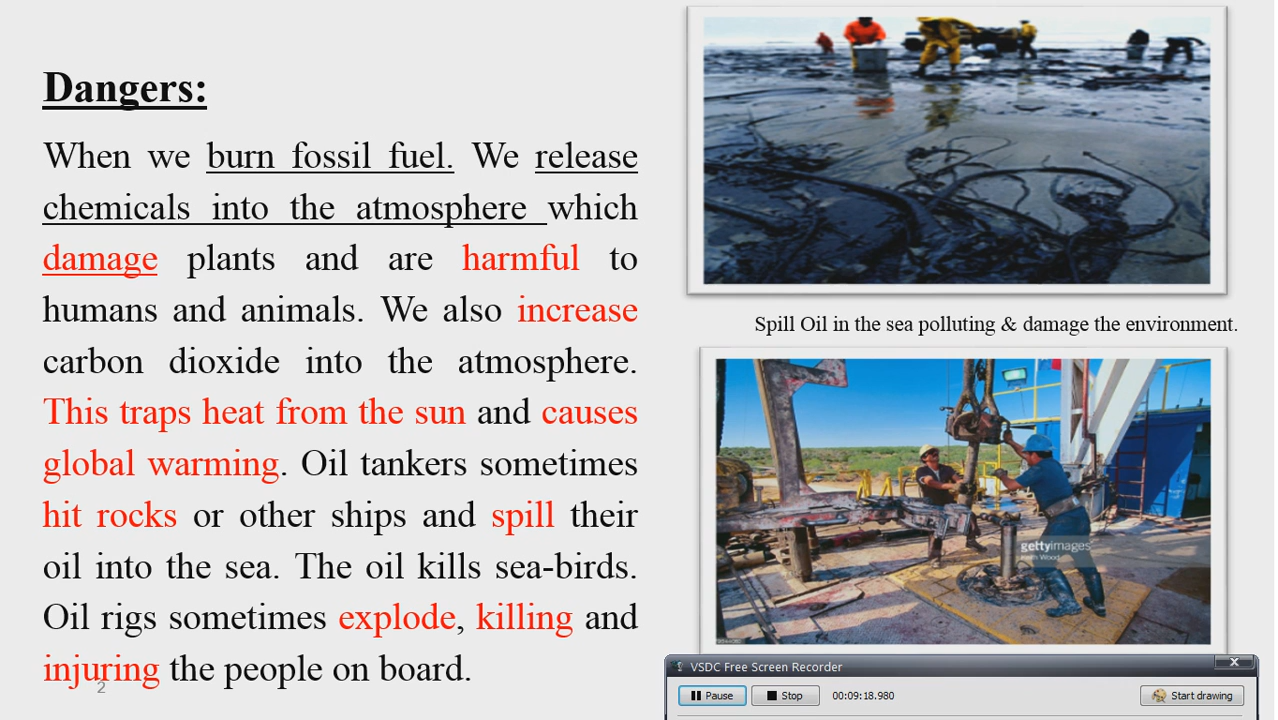 Dangers:
When we burn fossil fuel. We release
chemicals into the atmosphere which
damage plants and are harmful to
humans and animals. We also increase
carbon dioxide into the atmosphere.
This traps heat from the sun and causes
global warming. Oil tankers sometimes
hit rocks or other ships and spill their
oil into the sea. The oil kills sea-birds.
Oil rigs sometimes explode, killing and
injuring the people on board.
2
Spill Oil in the sea polluting & damage the environment.
gettyimages
Keith Wood
VSDC Free Screen Recorder
Pause
Stop
00:09:18.980
Start drawing